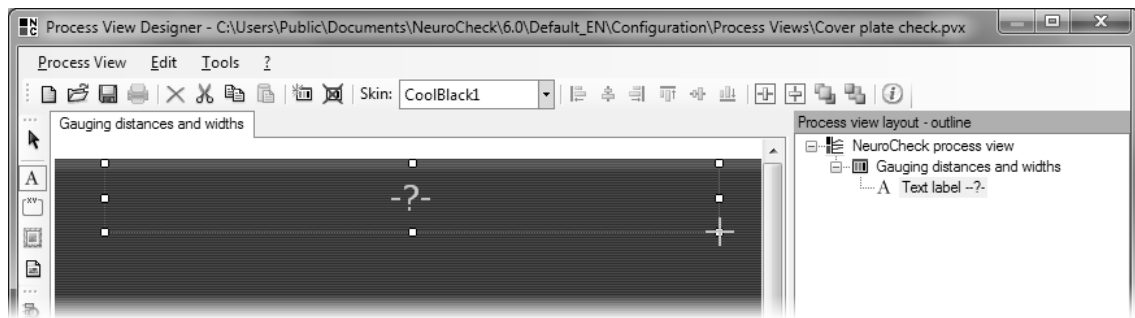 Process View Designer - C:\Users\Public\Documents\NeuroCheck\6.0\Default_EN\Configuration\Process Views\Cover plate check.pvx
Process View Edit Tools ?
Skin: CoolBlack1
Gauging distances and widths
Process view layout - outline
NeuroCheck process view
Gauging distances and widths
A Text label --?-
A
-?-